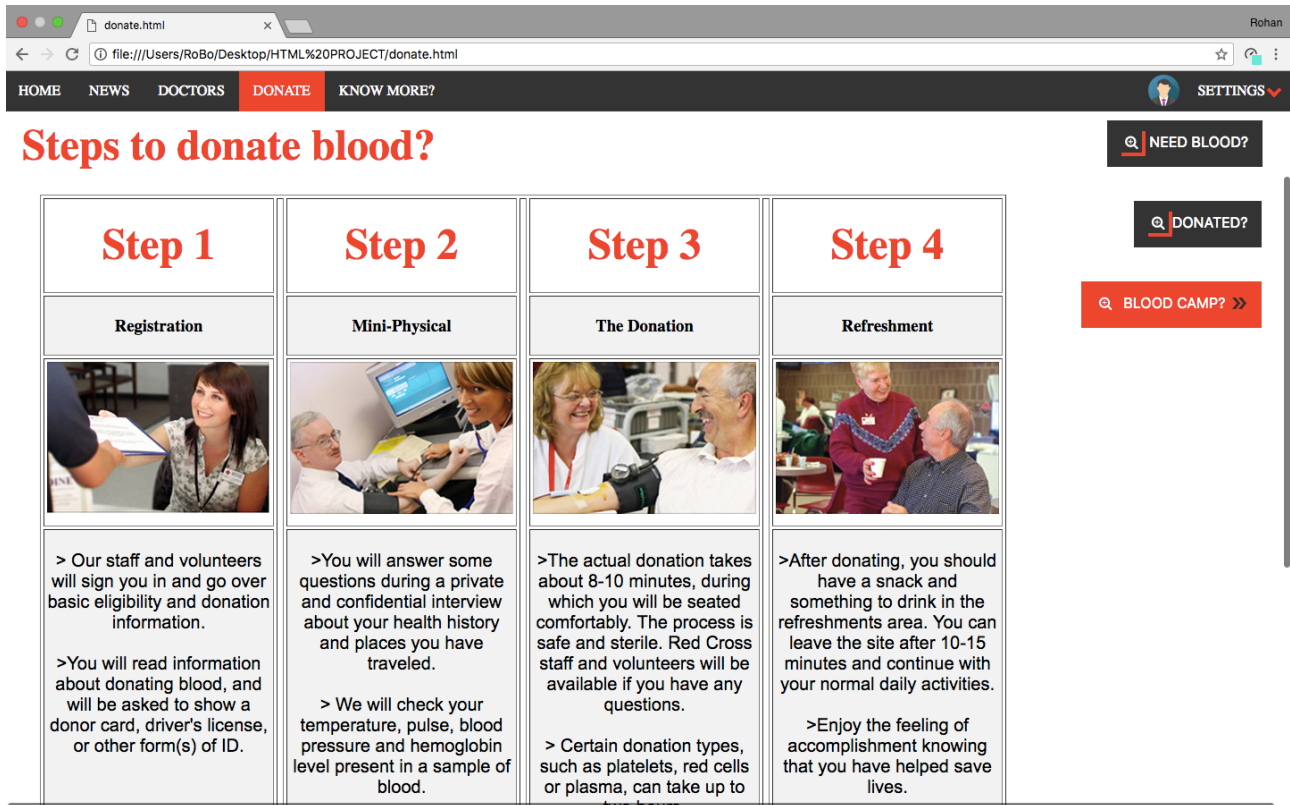 donate.html
Rohan
file:///Users/RoBo/Desktop/HTML%20PROJECT/donate.html
HOME NEWS DOCTORS DONATE KNOW MORE? SETTINGS
Steps to donate blood?
NEED BLOOD?
DONATED?
BLOOD CAMP?
Step 1 Step 2 Step 3 Step 4
Registration Mini-Physical The Donation Refreshment
> Our staff and volunteers
will sign you in and go over
basic eligibility and donation
information.
>You will read information
about donating blood, and
will be asked to show a
donor card, driver's license,
or other form(s) of ID.
>You will answer some
questions during a private
and confidential interview
about your health history
and places you have
traveled.
> We will check your
temperature, pulse, blood
pressure and hemoglobin
level present in a sample of
blood.
>The actual donation takes
about 8-10 minutes, during
which you will be seated
comfortably. The process is
safe and sterile. Red Cross
staff and volunteers will be
available if you have any
questions.
> Certain donation types,
such as platelets, red cells
or plasma, can take up to
two hours.
>After donating, you should
have a snack and
something to drink in the
refreshments area. You can
leave the site after 10-15
minutes and continue with
your normal daily activities.
>Enjoy the feeling of
accomplishment knowing
that you have helped save
lives.